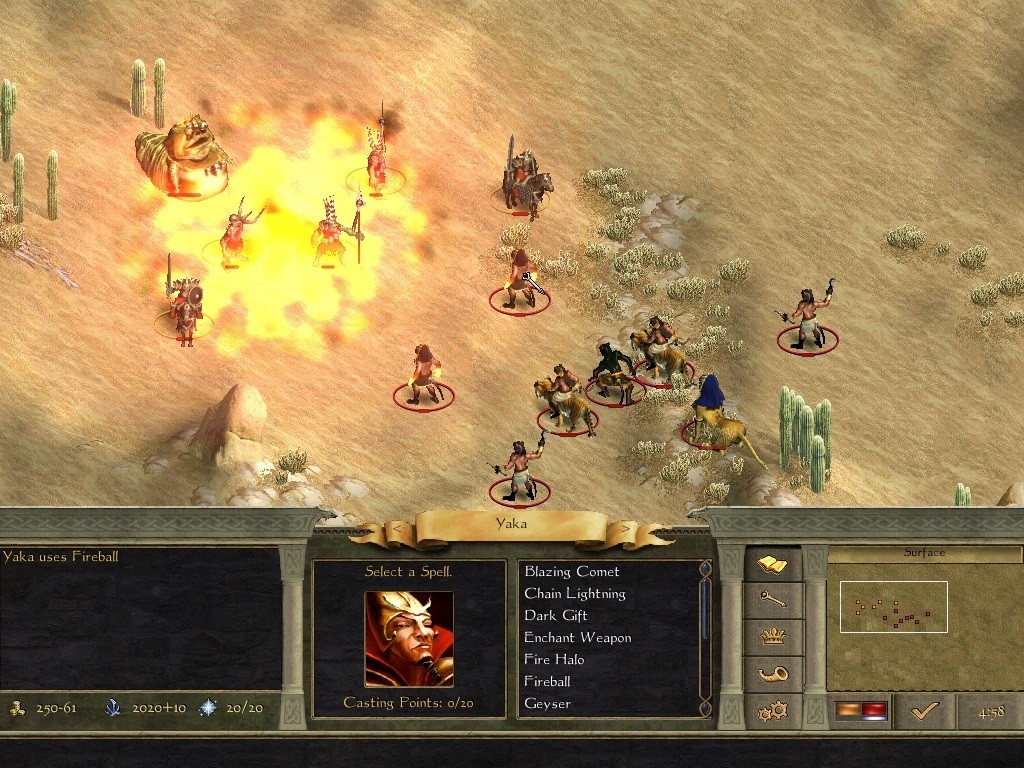 < Yaka >
Yaka uses Fireball
Select a Spell.
Casting Points: 0/20
Blazing Comet
Chain Lightning
Dark Gift
Enchant Weapon
Fire Halo
Fireball
Geyser
Surface
250-61
2020+10
20/20
4:58